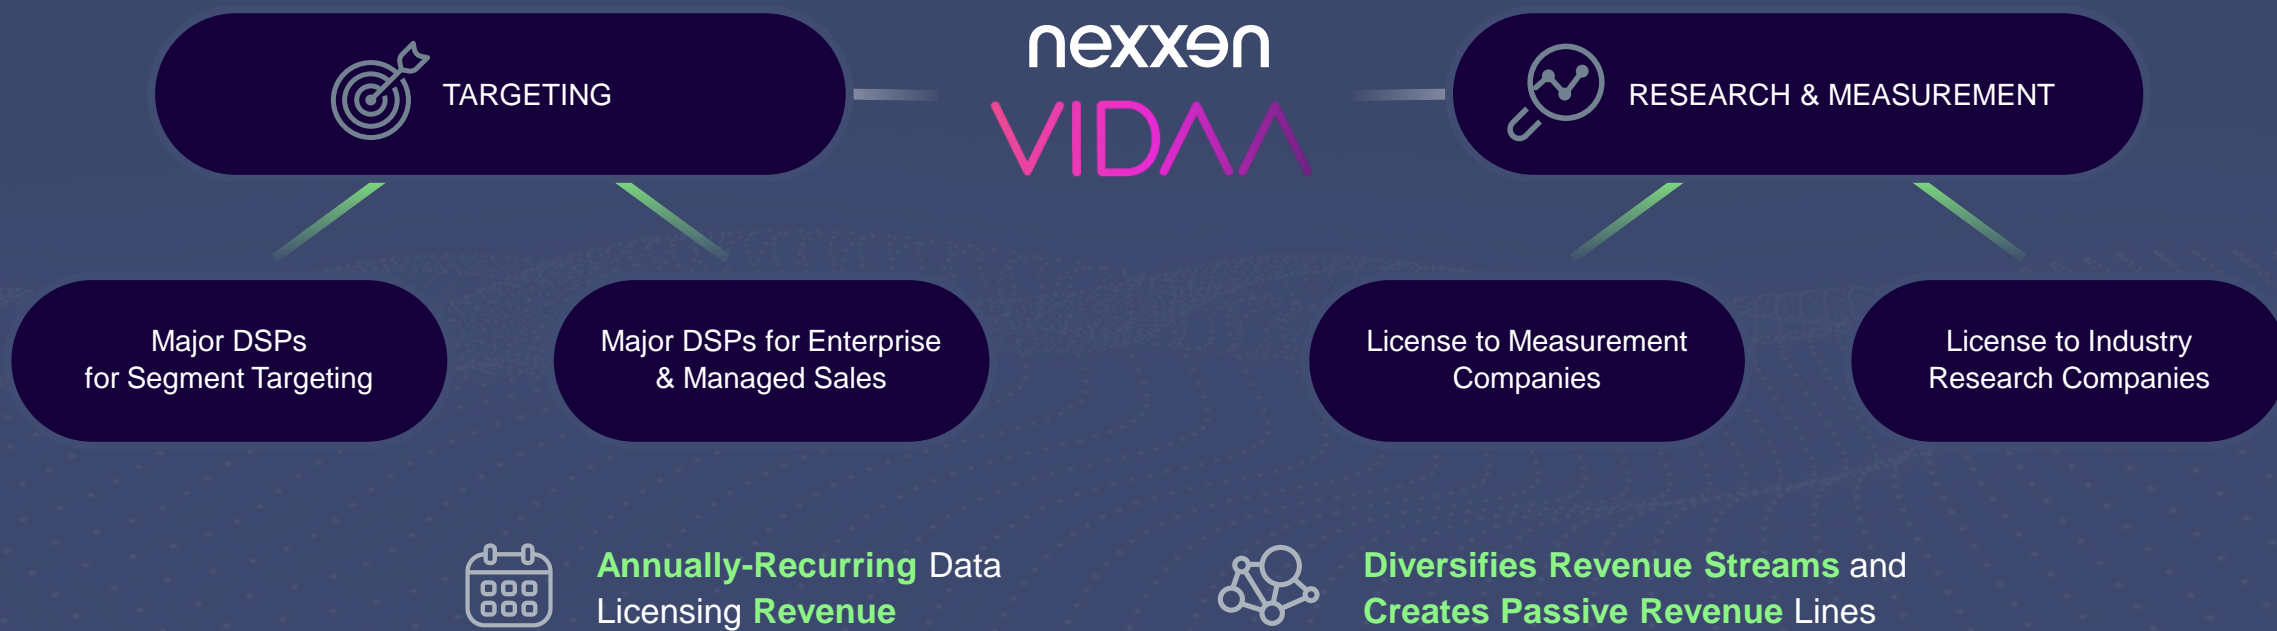 nexxen
TARGETING
VIDAA
RESEARCH & MEASUREMENT
Major DSPs
for Segment Targeting
Major DSPs for Enterprise
& Managed Sales
License to Measurement
Companies
License to Industry
Research Companies
Annually-Recurring Data
Licensing Revenue
Diversifies Revenue Streams and
Creates Passive Revenue Lines